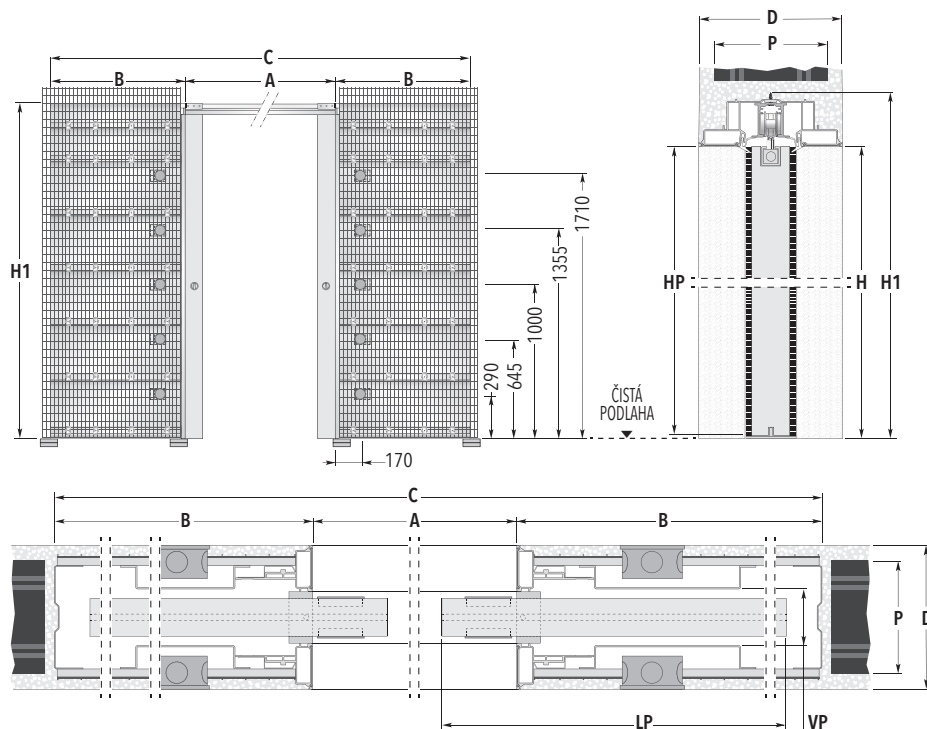 D
P
C
B
A
B
H1
1710
1355
1000
645
290
170
ČISTÁ
PODLAHA
HP
H
H1
C
B
A
B
P
D
LP
VP